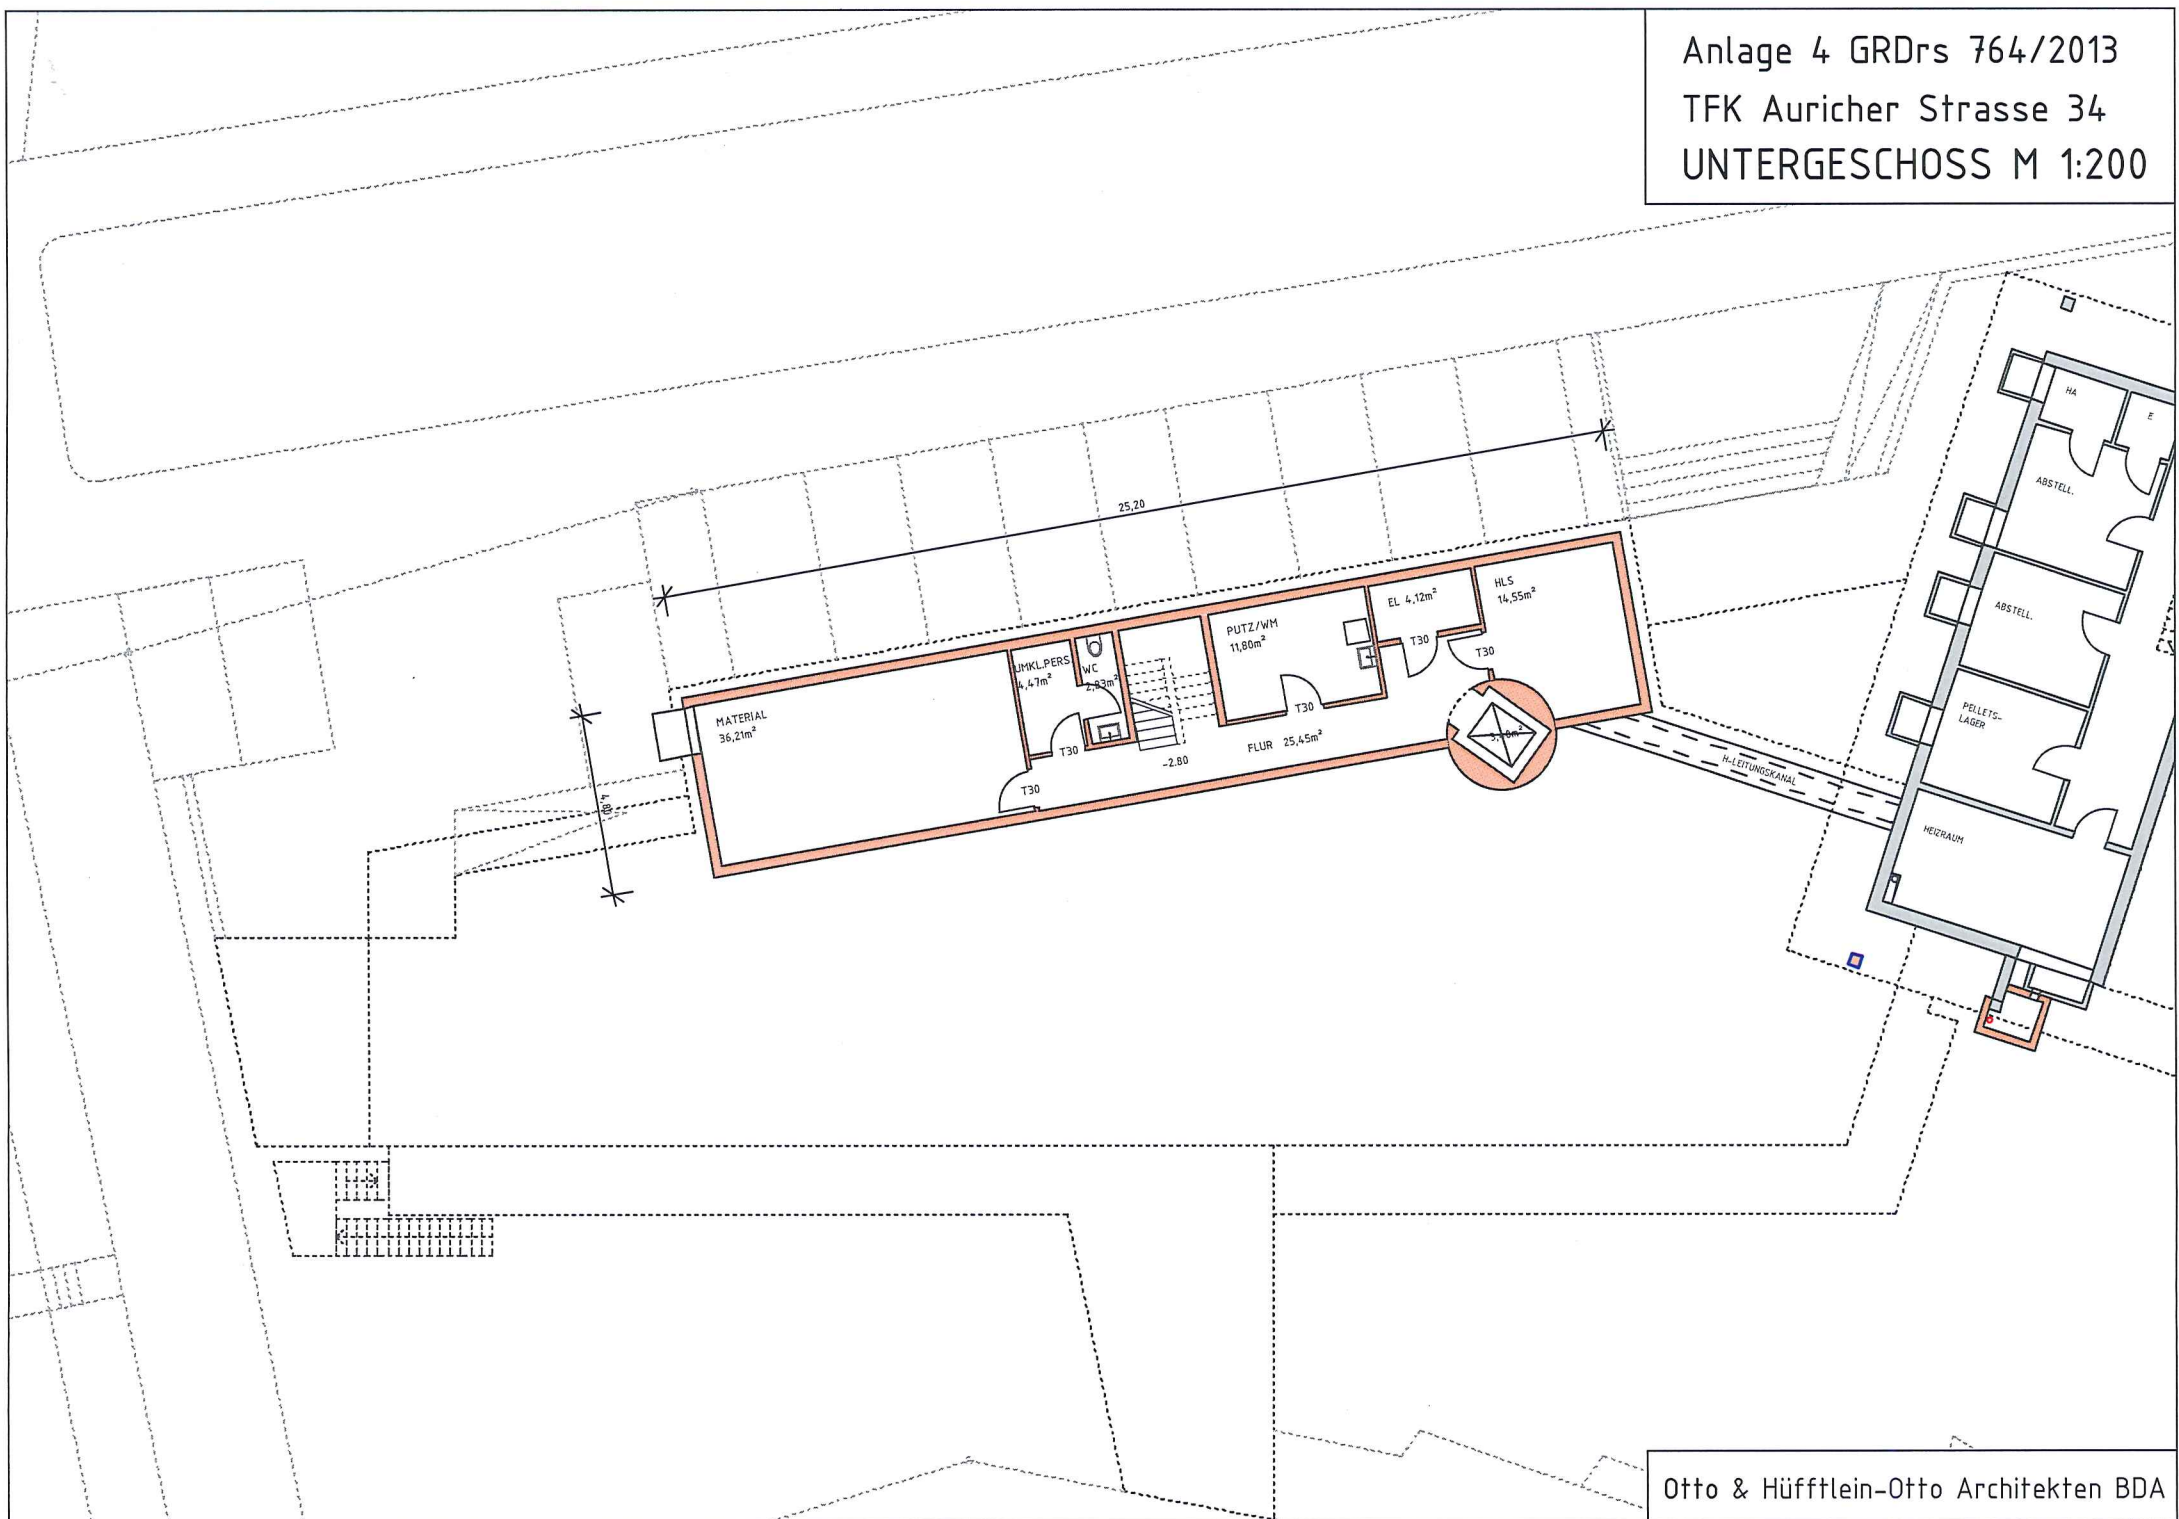 Anlage 4 GRDrs 764/2013
TFK Auricher Strasse 34
UNTERGESCHOSS M 1:200
HA
E
ABSTELL.
25,20
HLS
14,55m²
EL 4,12m²
T30
T30
ABSTELL.
PUTZ/WM
11,80m²
UMKL.PERS.
4,47m²
WC
2,83m²
T30
MATERIAL
36,21m²
PELLETS-
LAGER
FLUR 25,45m²
T30
-2.80
H-LEITUNGSKANAL
T30
4,80
HEIZRAUM
Otto & Hüfftlein-Otto Architekten BDA